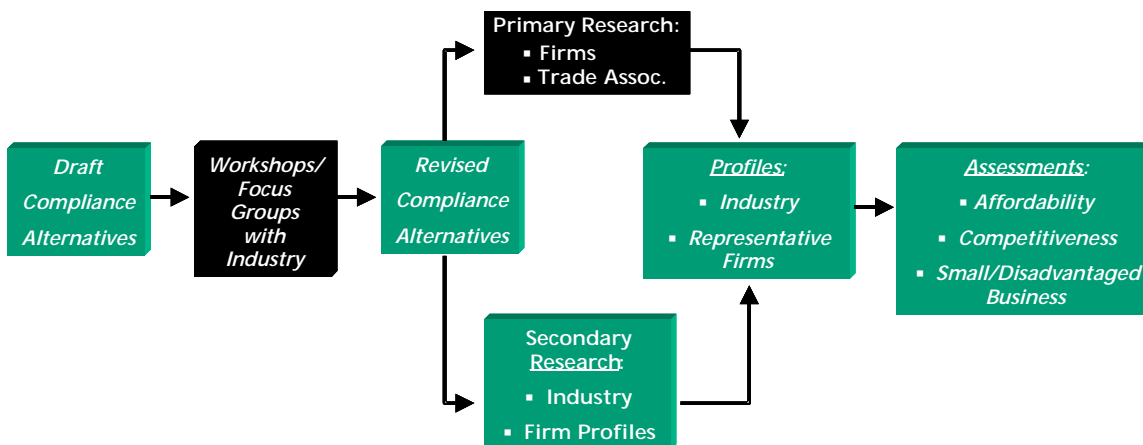 Draft
Compliance
Alternatives
Workshops/
Focus
Groups
with
Industry
Revised
Compliance
Alternatives
Primary Research:
▪ Firms
▪ Trade Assoc.
Secondary
Research:
▪ Industry
▪ Firm Profiles
Profiles:
▪ Industry
▪ Representative
Firms
Assessments:
▪ Affordability
▪ Competitiveness
▪ Small/Disadvantaged
Business